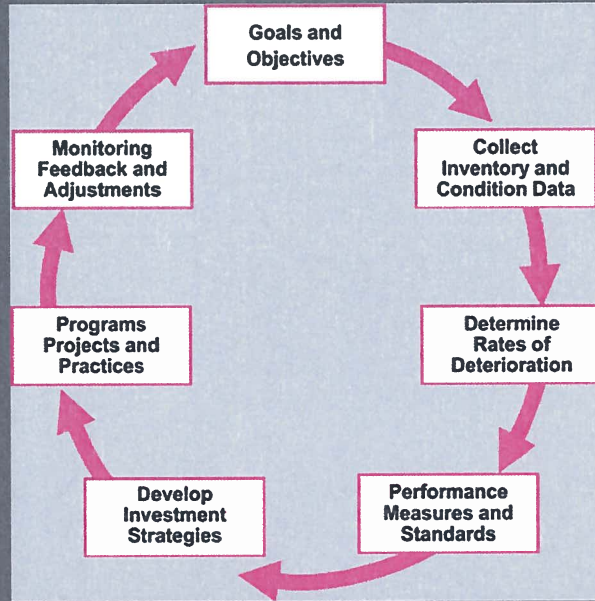 Goals and
Objectives
Collect
Inventory and
Condition Data
Determine
Rates of
Deterioration
Performance
Measures and
Standards
Develop
Investment
Strategies
Programs
Projects and
Practices
Monitoring
Feedback and
Adjustments